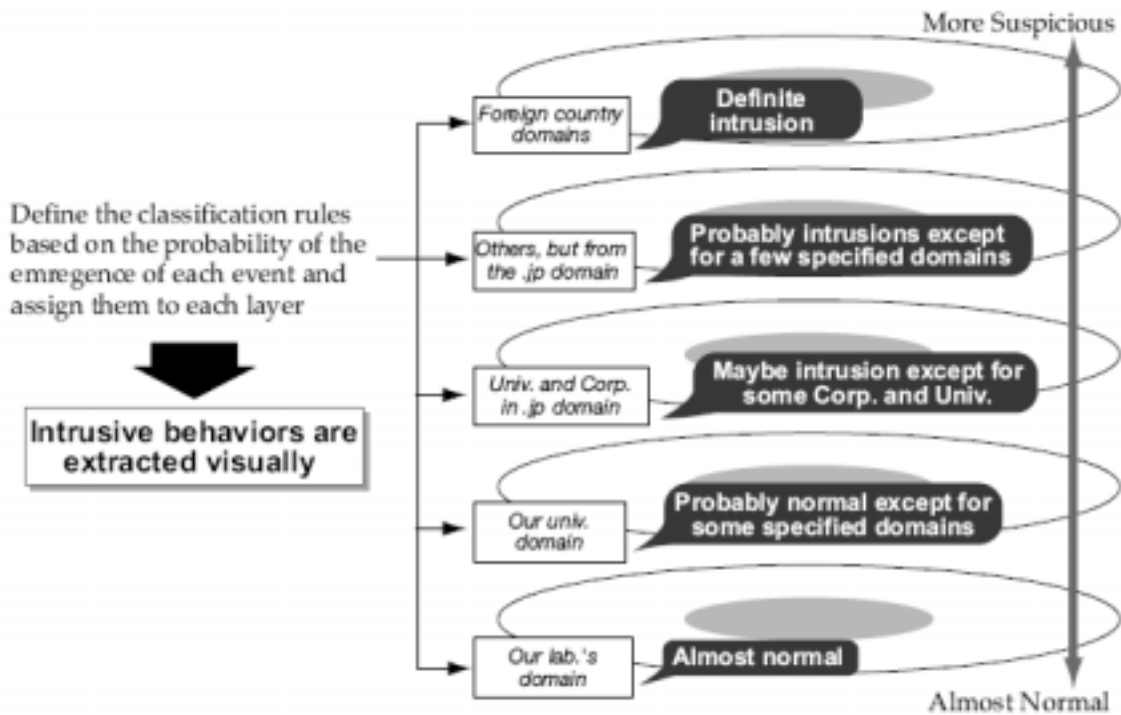 More Suspicious
Foreign country
domains
Definite
intrusion
Define the classification rules
based on the probability of the
emregence of each event and
assign them to each layer
Others, but from
the .jp domain
Probably intrusions except
for a few specified domains
Univ. and Corp.
in .jp domain
Maybe intrusion except for
some Corp. and Univ.
Intrusive behaviors are
extracted visually
Our univ.
domain
Probably normal except for
some specified domains
Our lab.'s
domain
Almost normal
Almost Normal